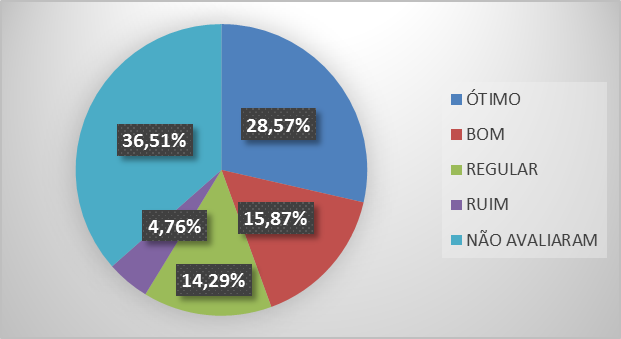 28,57%
15,87%
14,29%
4,76%
36,51%
ÓTIMO
BOM
REGULAR
RUIM
NÃO AVALIARAM